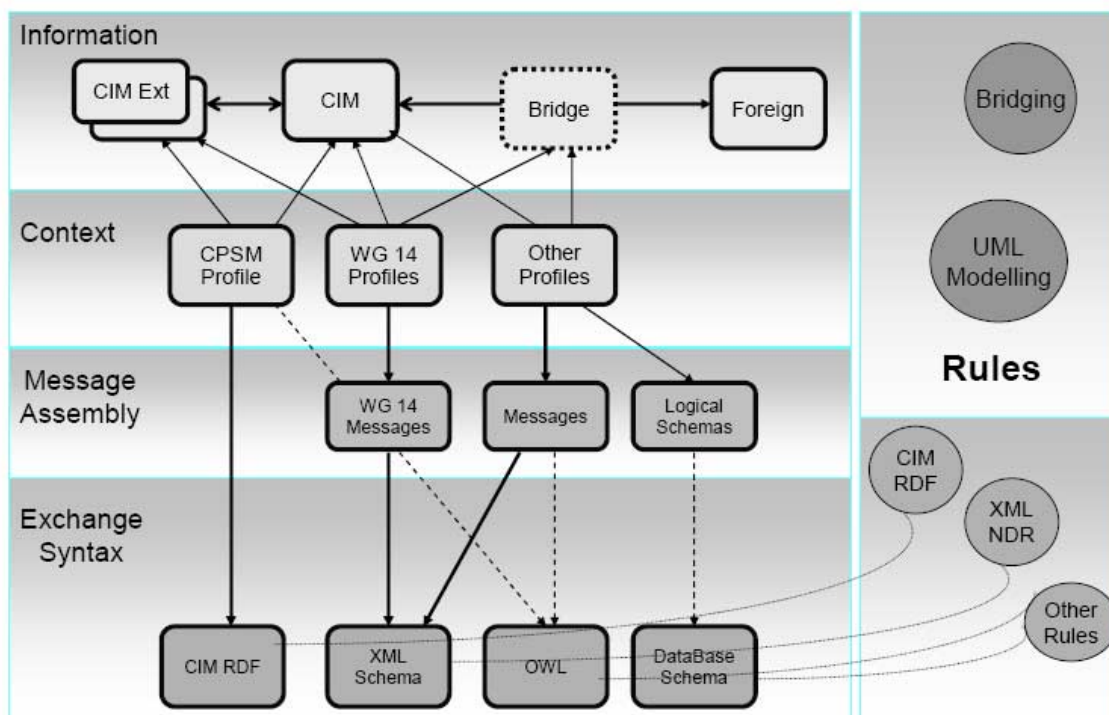 Information
CIM Ext
CIM
Bridge
Foreign
Bridging
Context
CPSM
Profile
WG 14
Profiles
Other
Profiles
UML
Modelling
Rules
Message
Assembly
WG 14
Messages
Messages
Logical
Schemas
CIM
RDF
XML
NDR
Other
Rules
Exchange
Syntax
CIM RDF
XML
Schema
OWL
DataBase
Schema